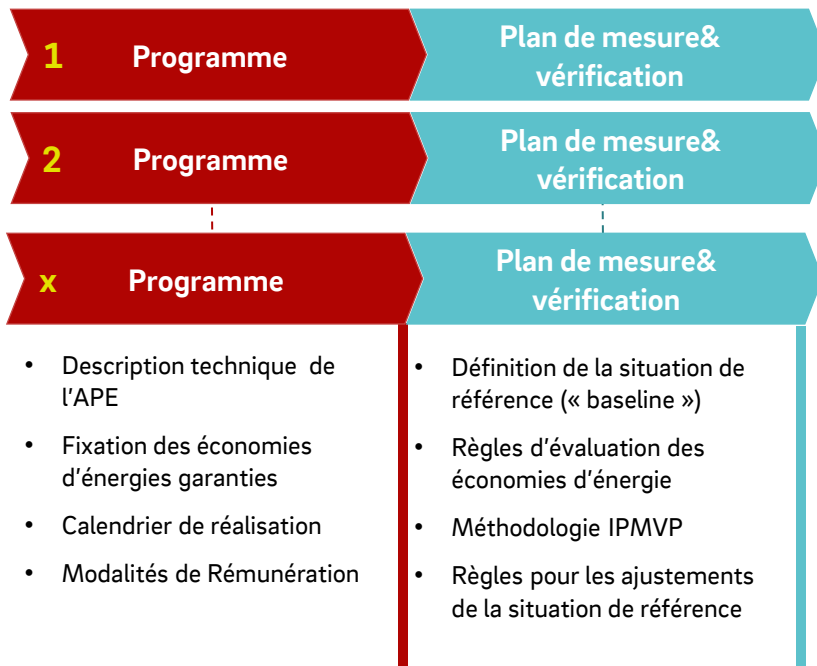 1 Programme
Plan de mesure&
vérification
2 Programme
Plan de mesure&
vérification
x Programme
Plan de mesure&
vérification
• Description technique de
l'APE
• Fixation des économies
d'énergies garanties
• Calendrier de réalisation
• Modalités de Rémunération
• Définition de la situation de
référence (« baseline »)
• Règles d'évaluation des
économies d'énergie
• Méthodologie IPMVP
• Règles pour les ajustements
de la situation de référence